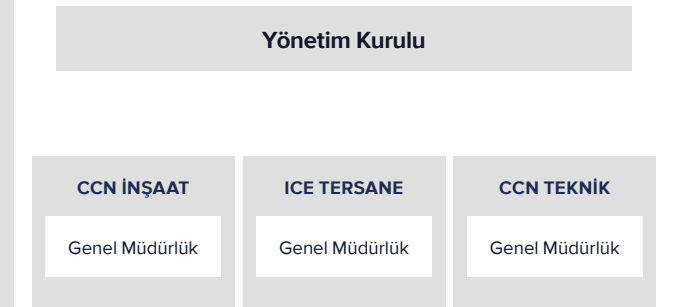 Yönetim Kurulu
CCN İNŞAAT
ICE TERSANE
CCN TEKNİK
Genel Müdürlük
Genel Müdürlük
Genel Müdürlük